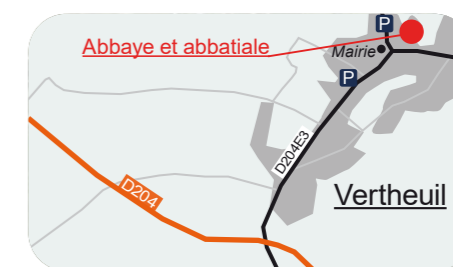 P
Abbaye et abbatiale
Mairie
P
D204E3
D204
Vertheuil